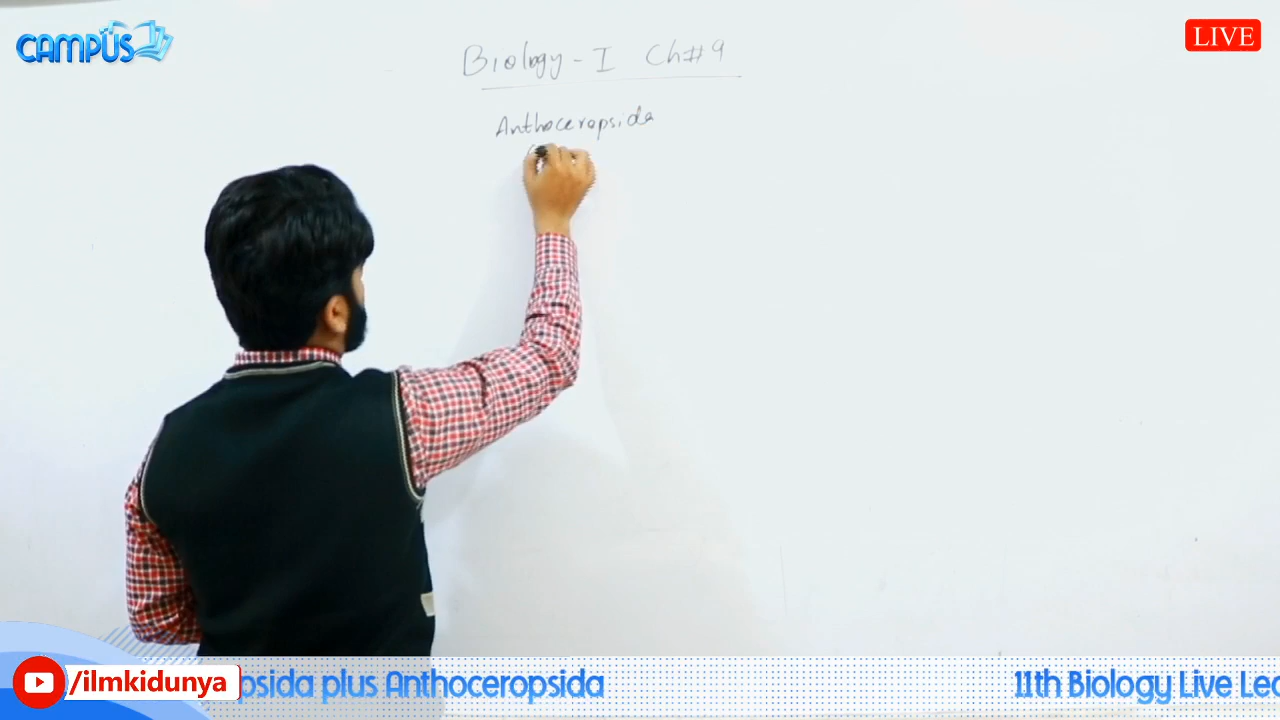 CAMPUS
LIVE
Biology - I Ch#9
Anthoceropsida
/ilmkidunya
psida plus Anthoceropsida
11th Biology Live Lec